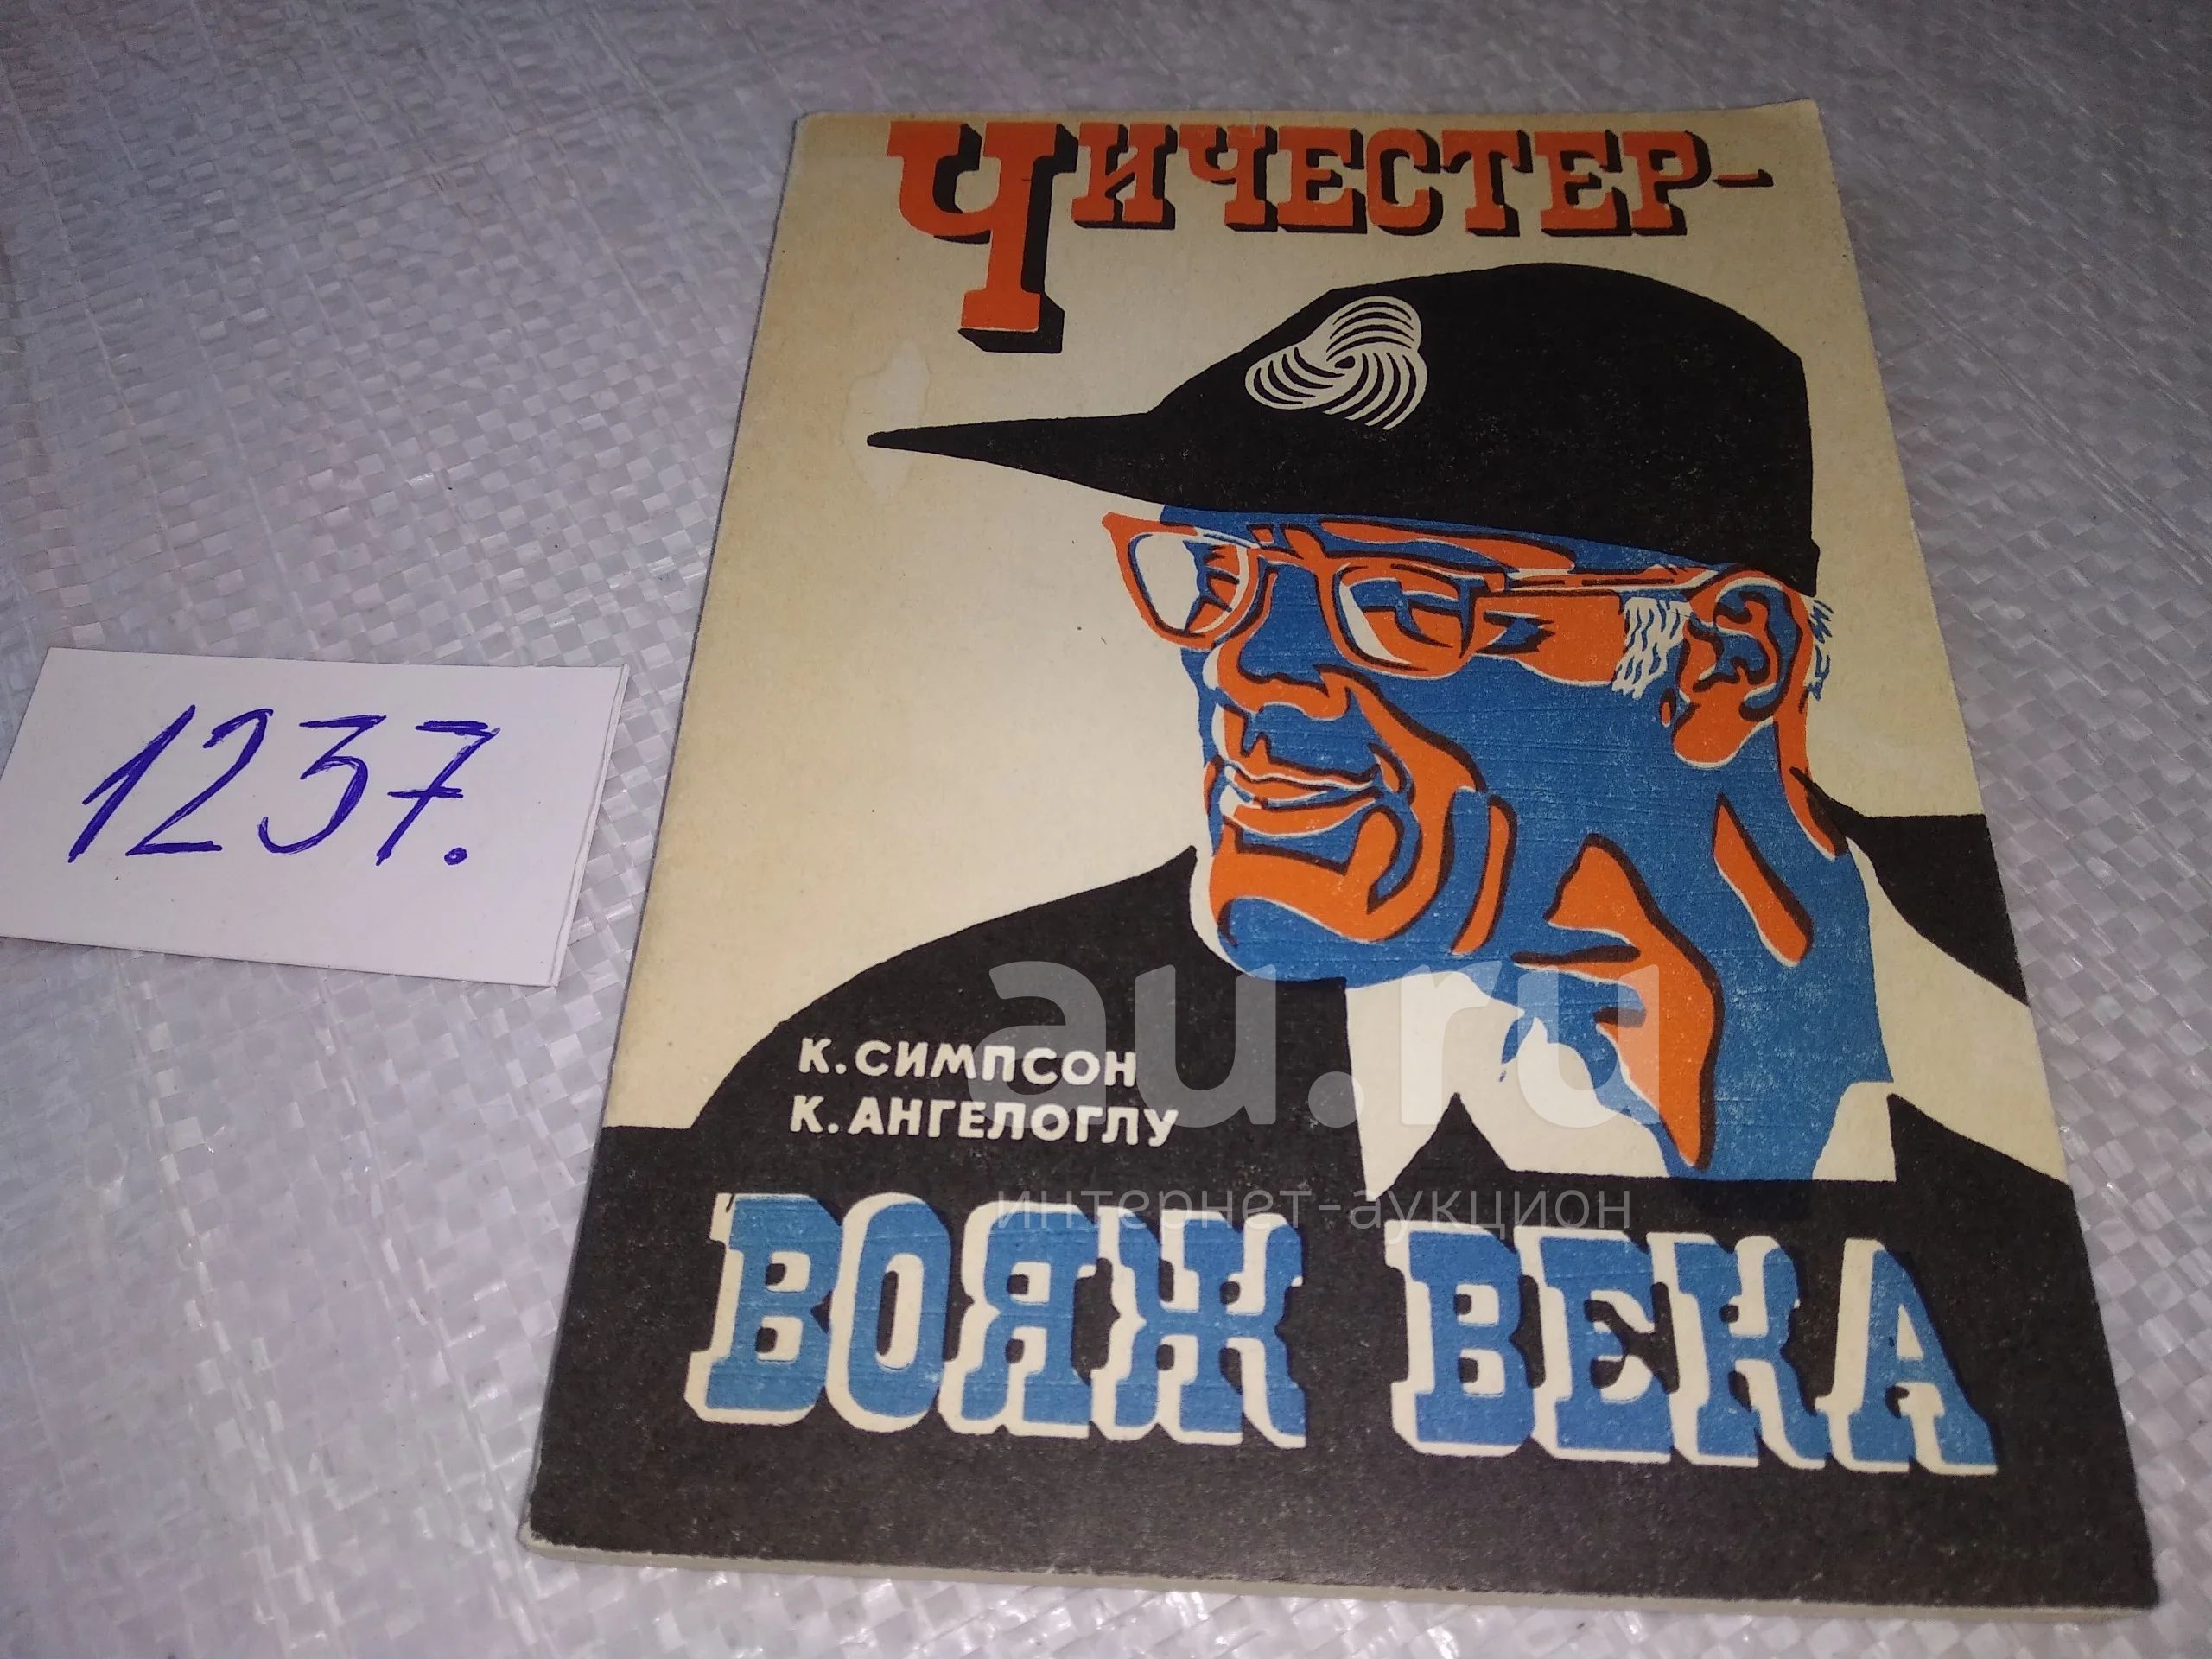 ЧИЧЕСТЕР-
1237.
К. СИМПСОН
К. АНГЕЛОГЛУ
ВОЯЖ ВЕКА
au.ru
интернет-аукцион